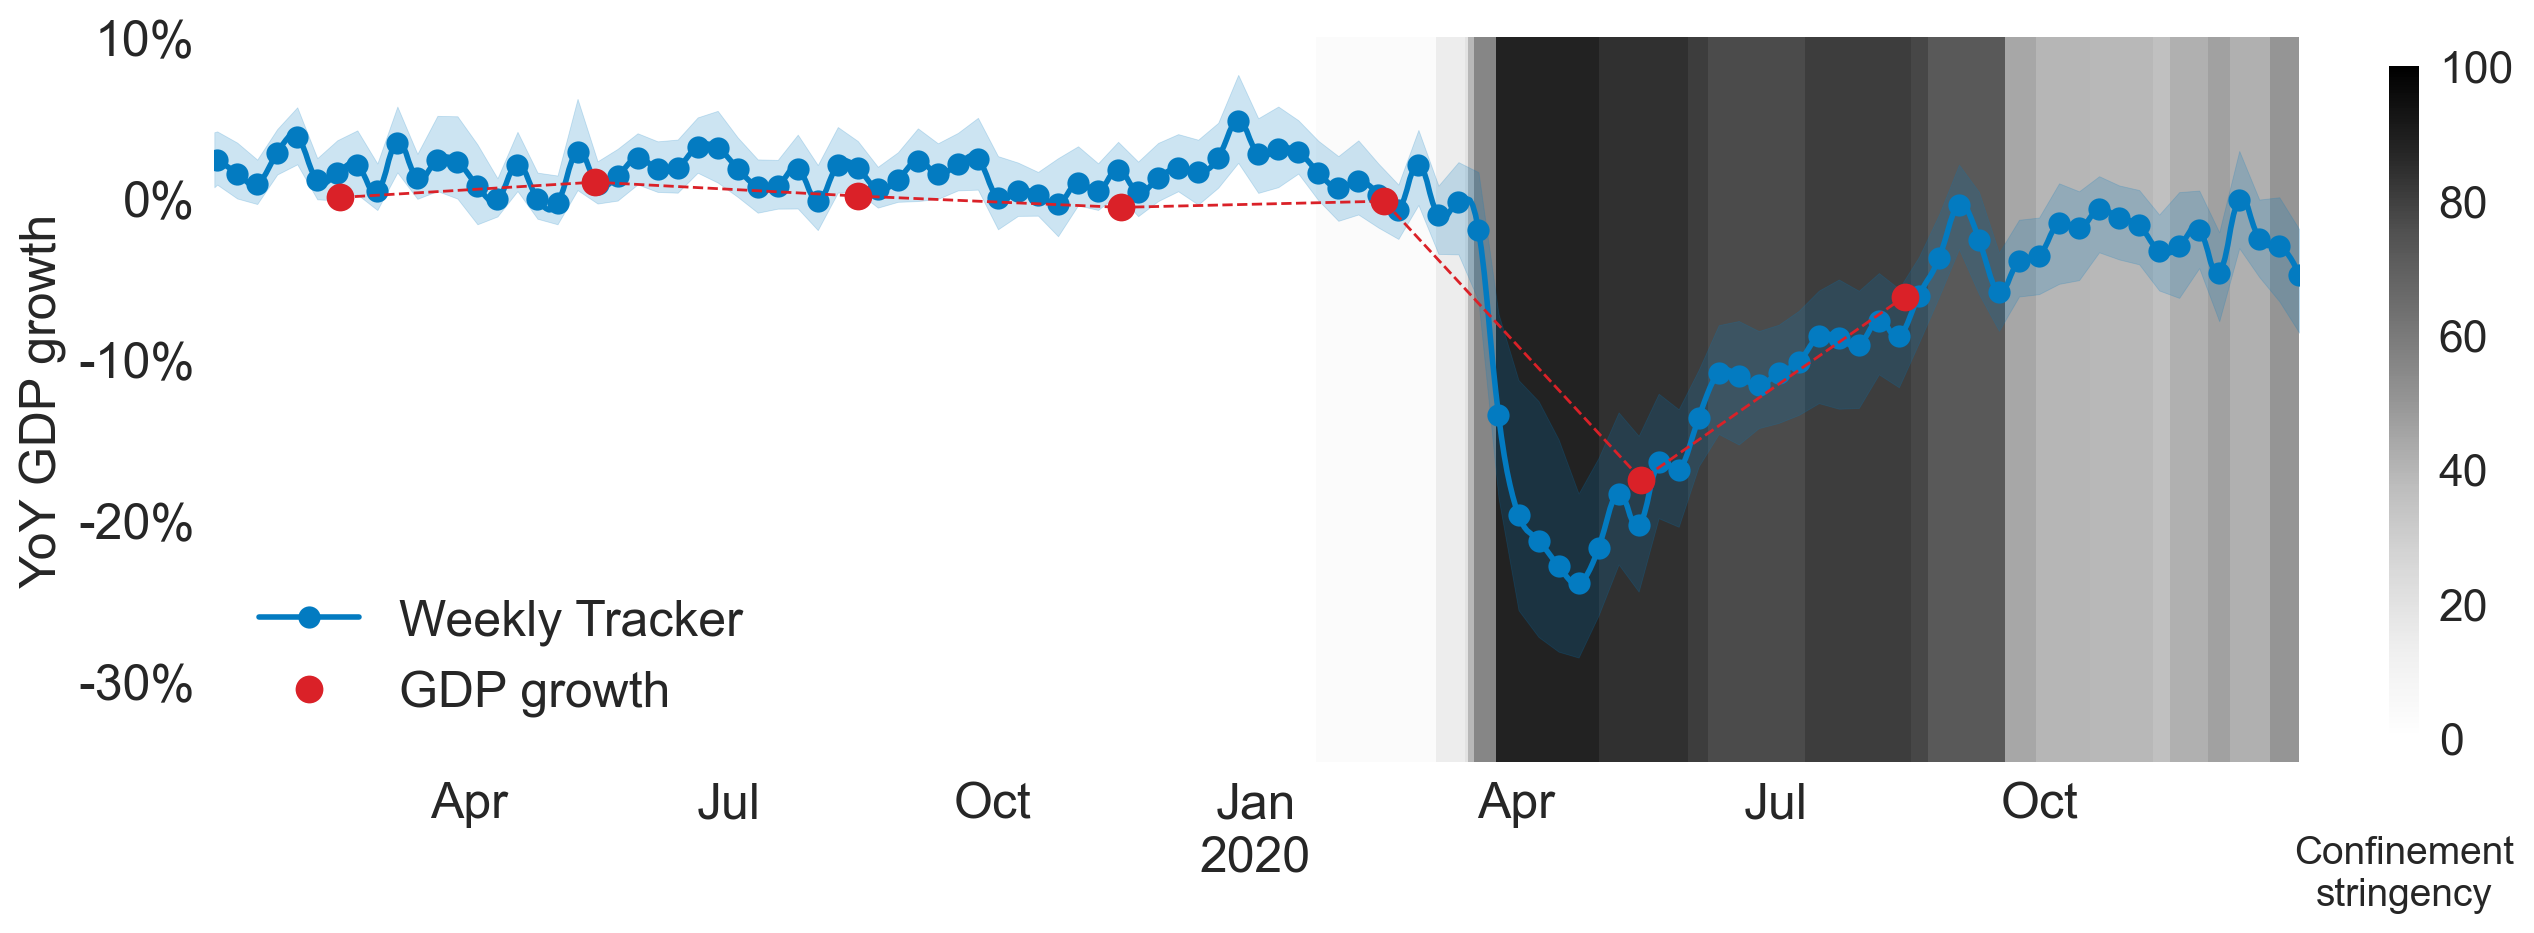 10%
0%
-10%
-20%
-30%
YoY GDP growth
Weekly Tracker
GDP growth
Apr
Jul
Oct
Jan
2020
Apr
Jul
Oct
100
80
60
40
20
0
Confinement
stringency